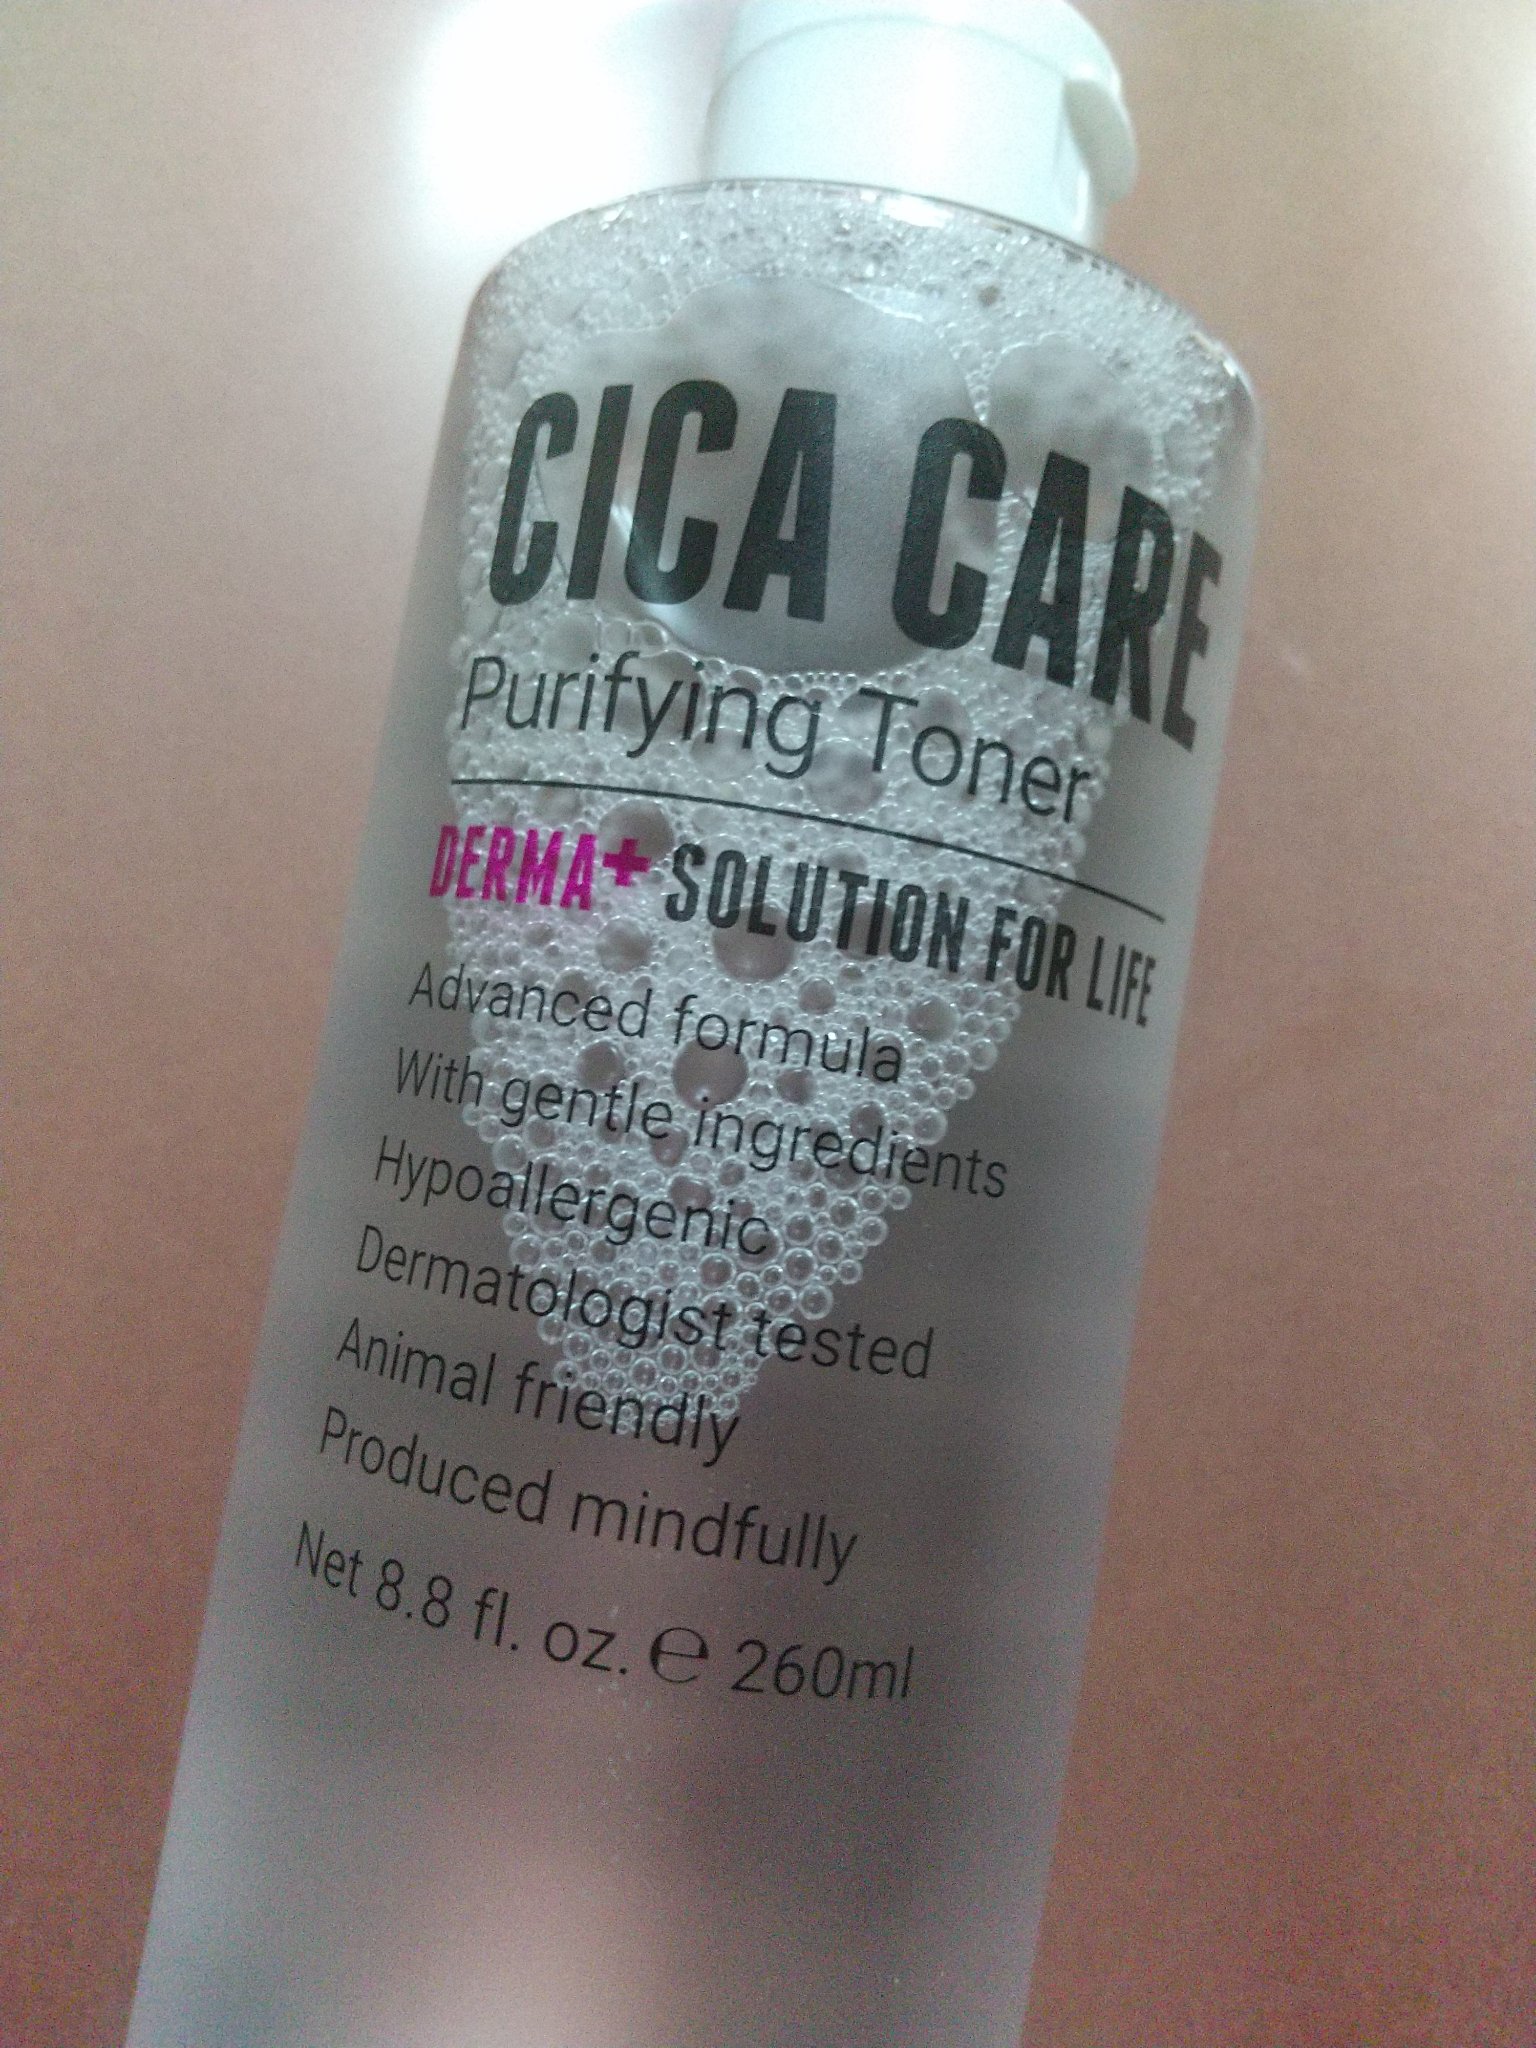 CICA CARE
Purifying Toner
DERMA+ SOLUTION FOR LIFE
Advanced formula
With gentle ingredients
Hypoallergenic
Dermatologist tested
Animal friendly
Produced mindfully
Net 8.8 fl. oz. ℮ 260ml